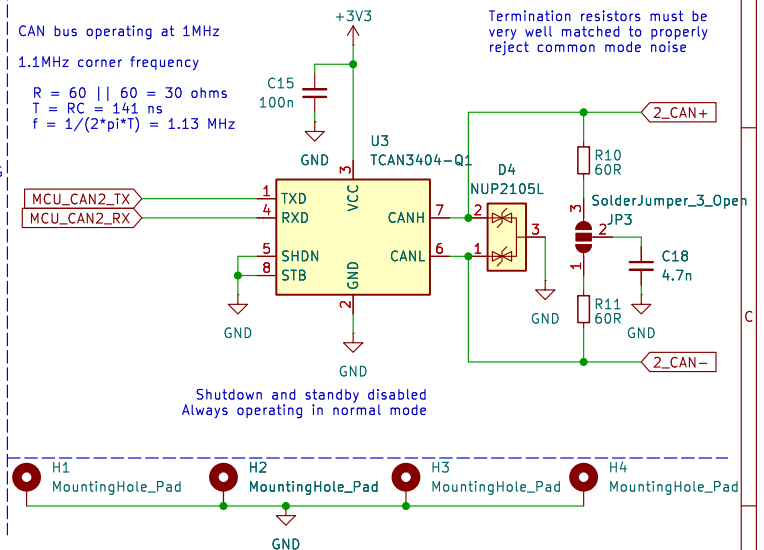 CAN bus operating at 1MHz
1.1MHz corner frequency
R = 60 || 60 = 30 ohms
T = RC = 141 ns
f = 1/(2*pi*T) = 1.13 MHz
+3V3
C15
100n
GND
Termination resistors must be
very well matched to properly
reject common mode noise
U3
TCAN3404-Q1
MCU_CAN2_TX
MCU_CAN2_RX
1
4
5
8
TXD
RXD
SHDN
STB
3
VCC
GND
2
CANH
CANL
7
6
GND
GND
D4
NUP2105L
2
1
3
GND
2_CAN+
R10
60R
SolderJumper_3_Open
JP3
3
2
1
C18
4.7n
GND
R11
60R
2_CAN-
Shutdown and standby disabled
Always operating in normal mode
C
H1
MountingHole_Pad
H2
MountingHole_Pad
H3
MountingHole_Pad
H4
MountingHole_Pad
GND